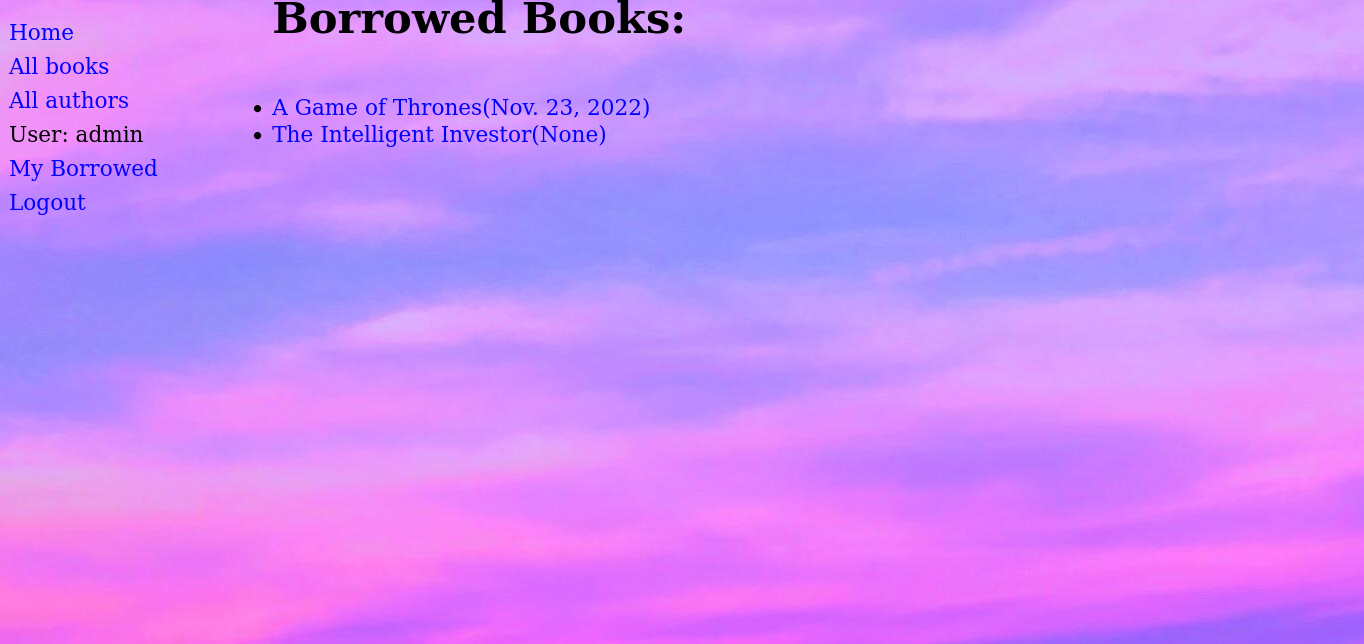 Home
All books
All authors
User: admin
My Borrowed
Logout
Borrowed Books:
A Game of Thrones(Nov. 23, 2022)
The Intelligent Investor(None)